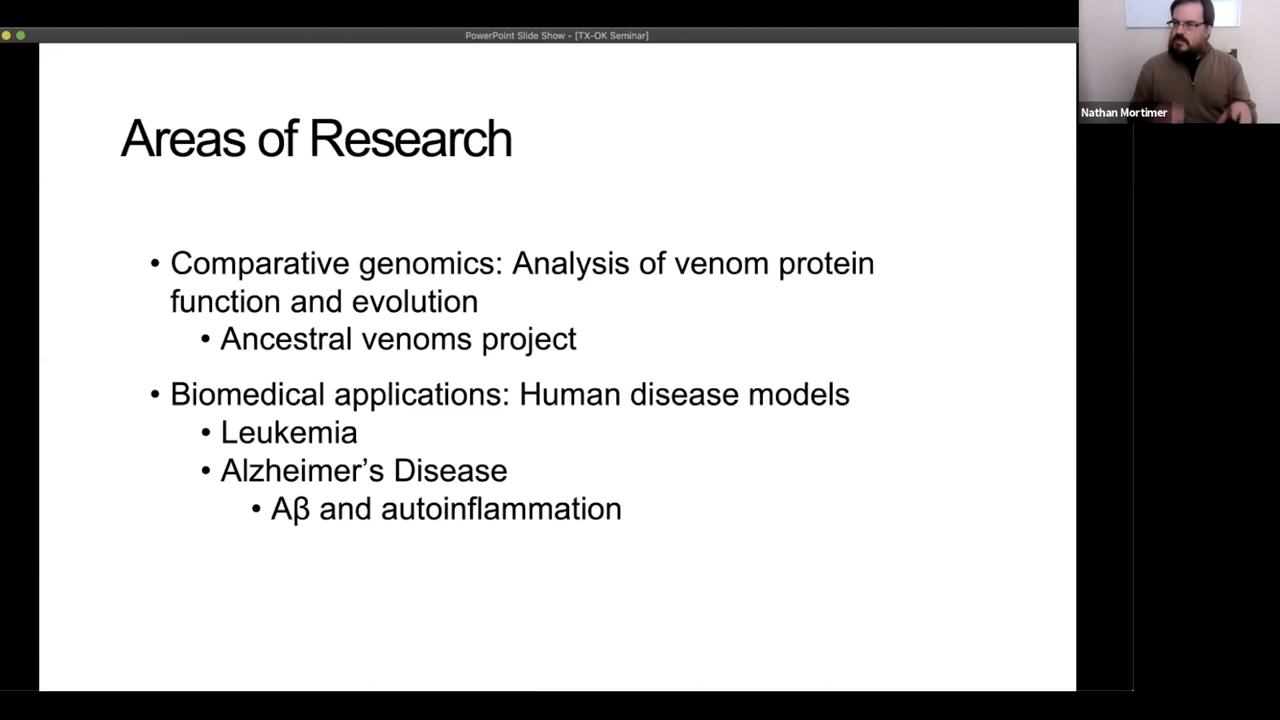 PowerPoint Slide Show - [TX-OK Seminar]
Nathan Mortimer
Areas of Research
• Comparative genomics: Analysis of venom protein
function and evolution
• Ancestral venoms project
• Biomedical applications: Human disease models
• Leukemia
• Alzheimer’s Disease
• Aβ and autoinflammation